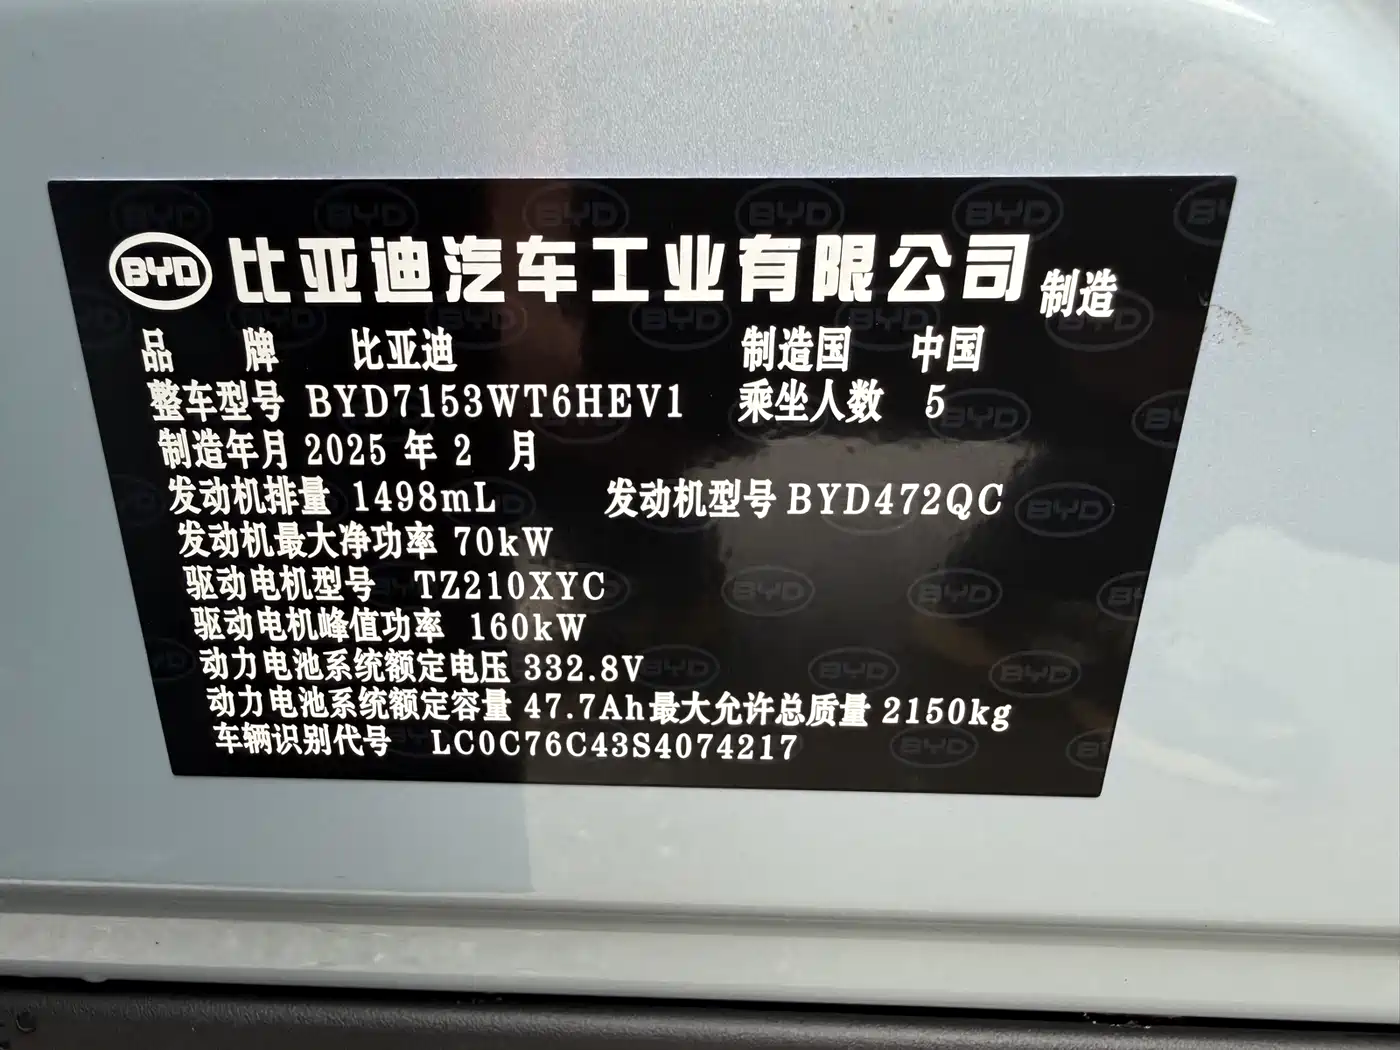 BYD 比亚迪汽车工业有限公司 制造
品 牌 比亚迪 制造国 中国
整车型号 BYD7153WT6HEV1 乘坐人数 5
制造年月 2025 年 2 月
发动机排量 1498mL 发动机型号 BYD472QC
发动机最大净功率 70kW
驱动电机型号 TZ210XYC
驱动电机峰值功率 160kW
动力电池系统额定电压 332.8V
动力电池系统额定容量 47.7Ah 最大允许总质量 2150kg
车辆识别代号 LC0C76C43S4074217